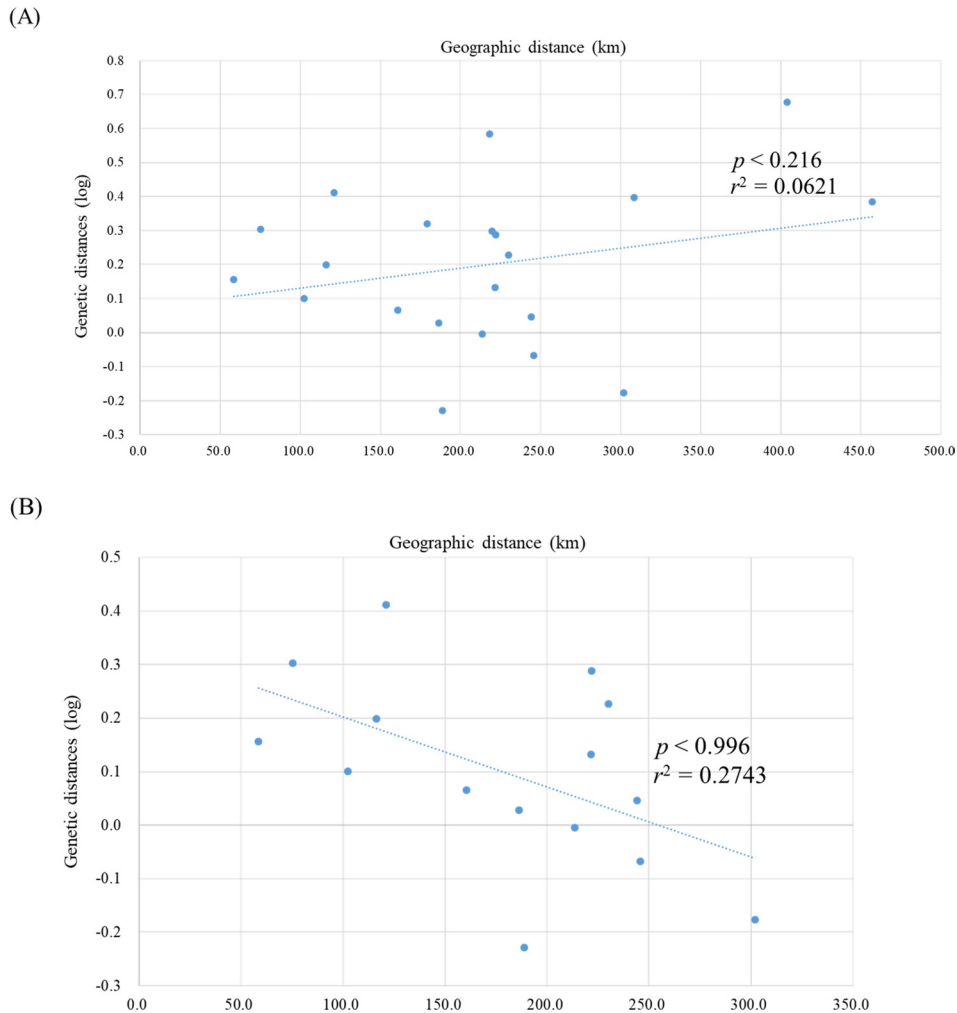 (A)
Geographic distance (km)
0.8
0.7
0.6
0.5
0.4
0.3
0.2
0.1
0.0
-0.1
-0.2
-0.3
Genetic distances (log)
p < 0.216
r² = 0.0621
0.0 50.0 100.0 150.0 200.0 250.0 300.0 350.0 400.0 450.0 500.0
(B)
Geographic distance (km)
0.5
0.4
0.3
0.2
0.1
0.0
-0.1
-0.2
-0.3
Genetic distances (log)
p < 0.996
r² = 0.2743
0.0 50.0 100.0 150.0 200.0 250.0 300.0 350.0